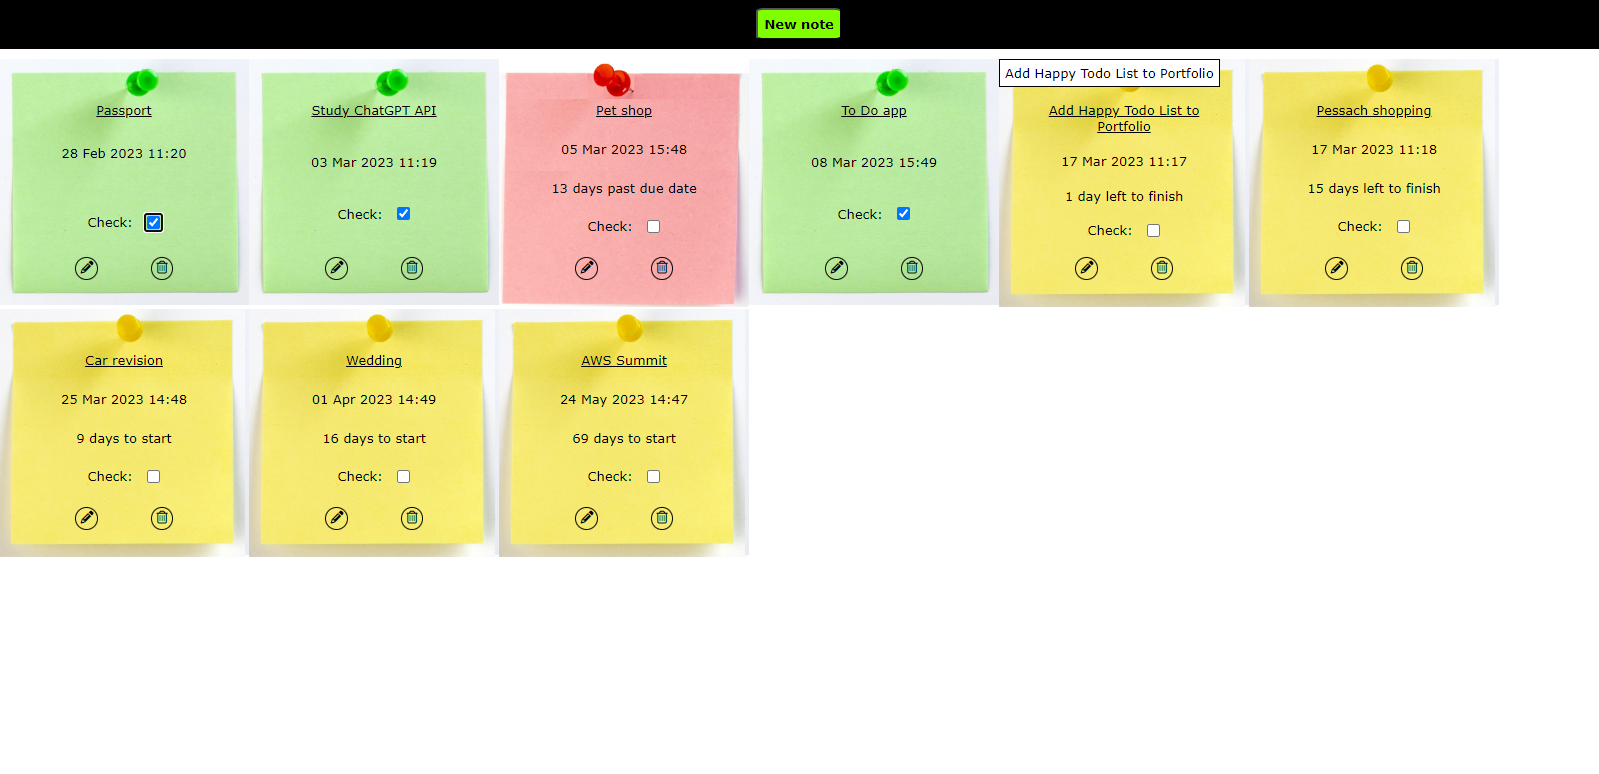 New note
Passport
28 Feb 2023 11:20
Check:
Study ChatGPT API
03 Mar 2023 11:19
Check:
Pet shop
05 Mar 2023 15:48
13 days past due date
Check:
To Do app
08 Mar 2023 15:49
Check:
Add Happy Todo List to Portfolio
Add Happy Todo List to
Portfolio
17 Mar 2023 11:17
1 day left to finish
Check:
Pessach shopping
17 Mar 2023 11:18
15 days left to finish
Check:
Car revision
25 Mar 2023 14:48
9 days to start
Check:
Wedding
01 Apr 2023 14:49
16 days to start
Check:
AWS Summit
24 May 2023 14:47
69 days to start
Check: